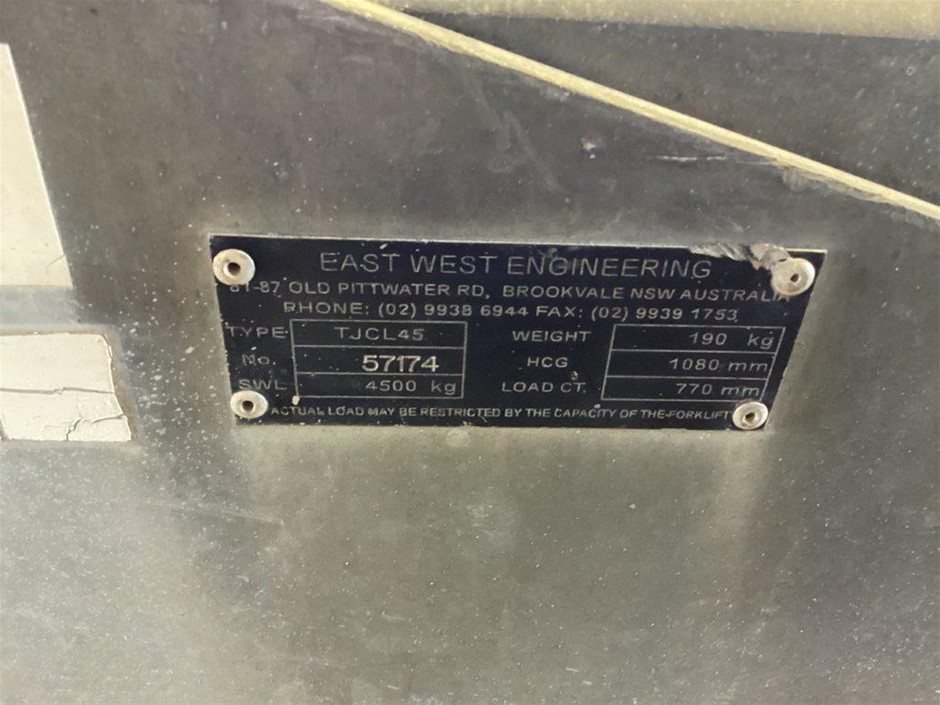 EAST WEST ENGINEERING
81-87 OLD PITTWATER RD, BROOKVALE NSW AUSTRALIA
PHONE: (02) 9938 6944 FAX: (02) 9939 1753
TYPE TJCL45 WEIGHT 190 kg
No. 57174 HCG 1080 mm
SWL 4500 kg LOAD CT. 770 mm
ACTUAL LOAD MAY BE RESTRICTED BY THE CAPACITY OF THE FORKLIFT